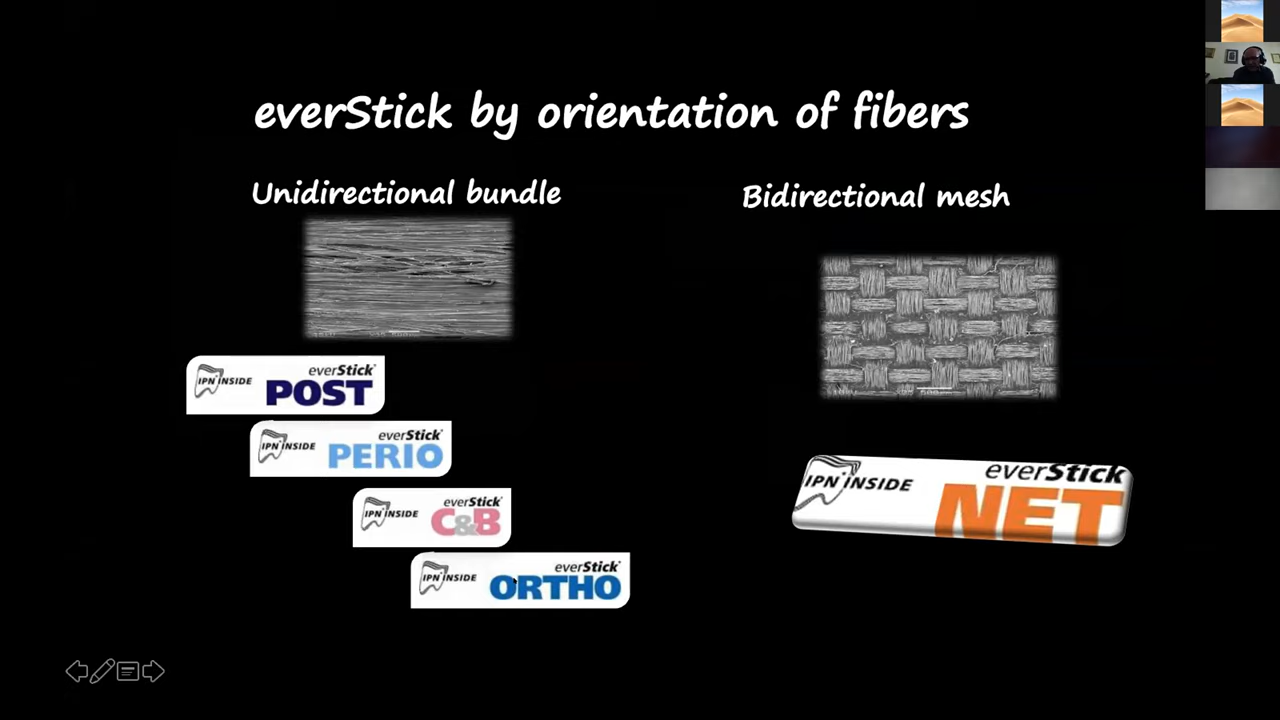 everStick by orientation of fibers
Unidirectional bundle
Bidirectional mesh
IPN INSIDE
everStick®
POST
IPN INSIDE
everStick®
PERIO
IPN INSIDE
everStick®
C&B
IPN INSIDE
everStick®
ORTHO
IPN INSIDE
everStick
NET